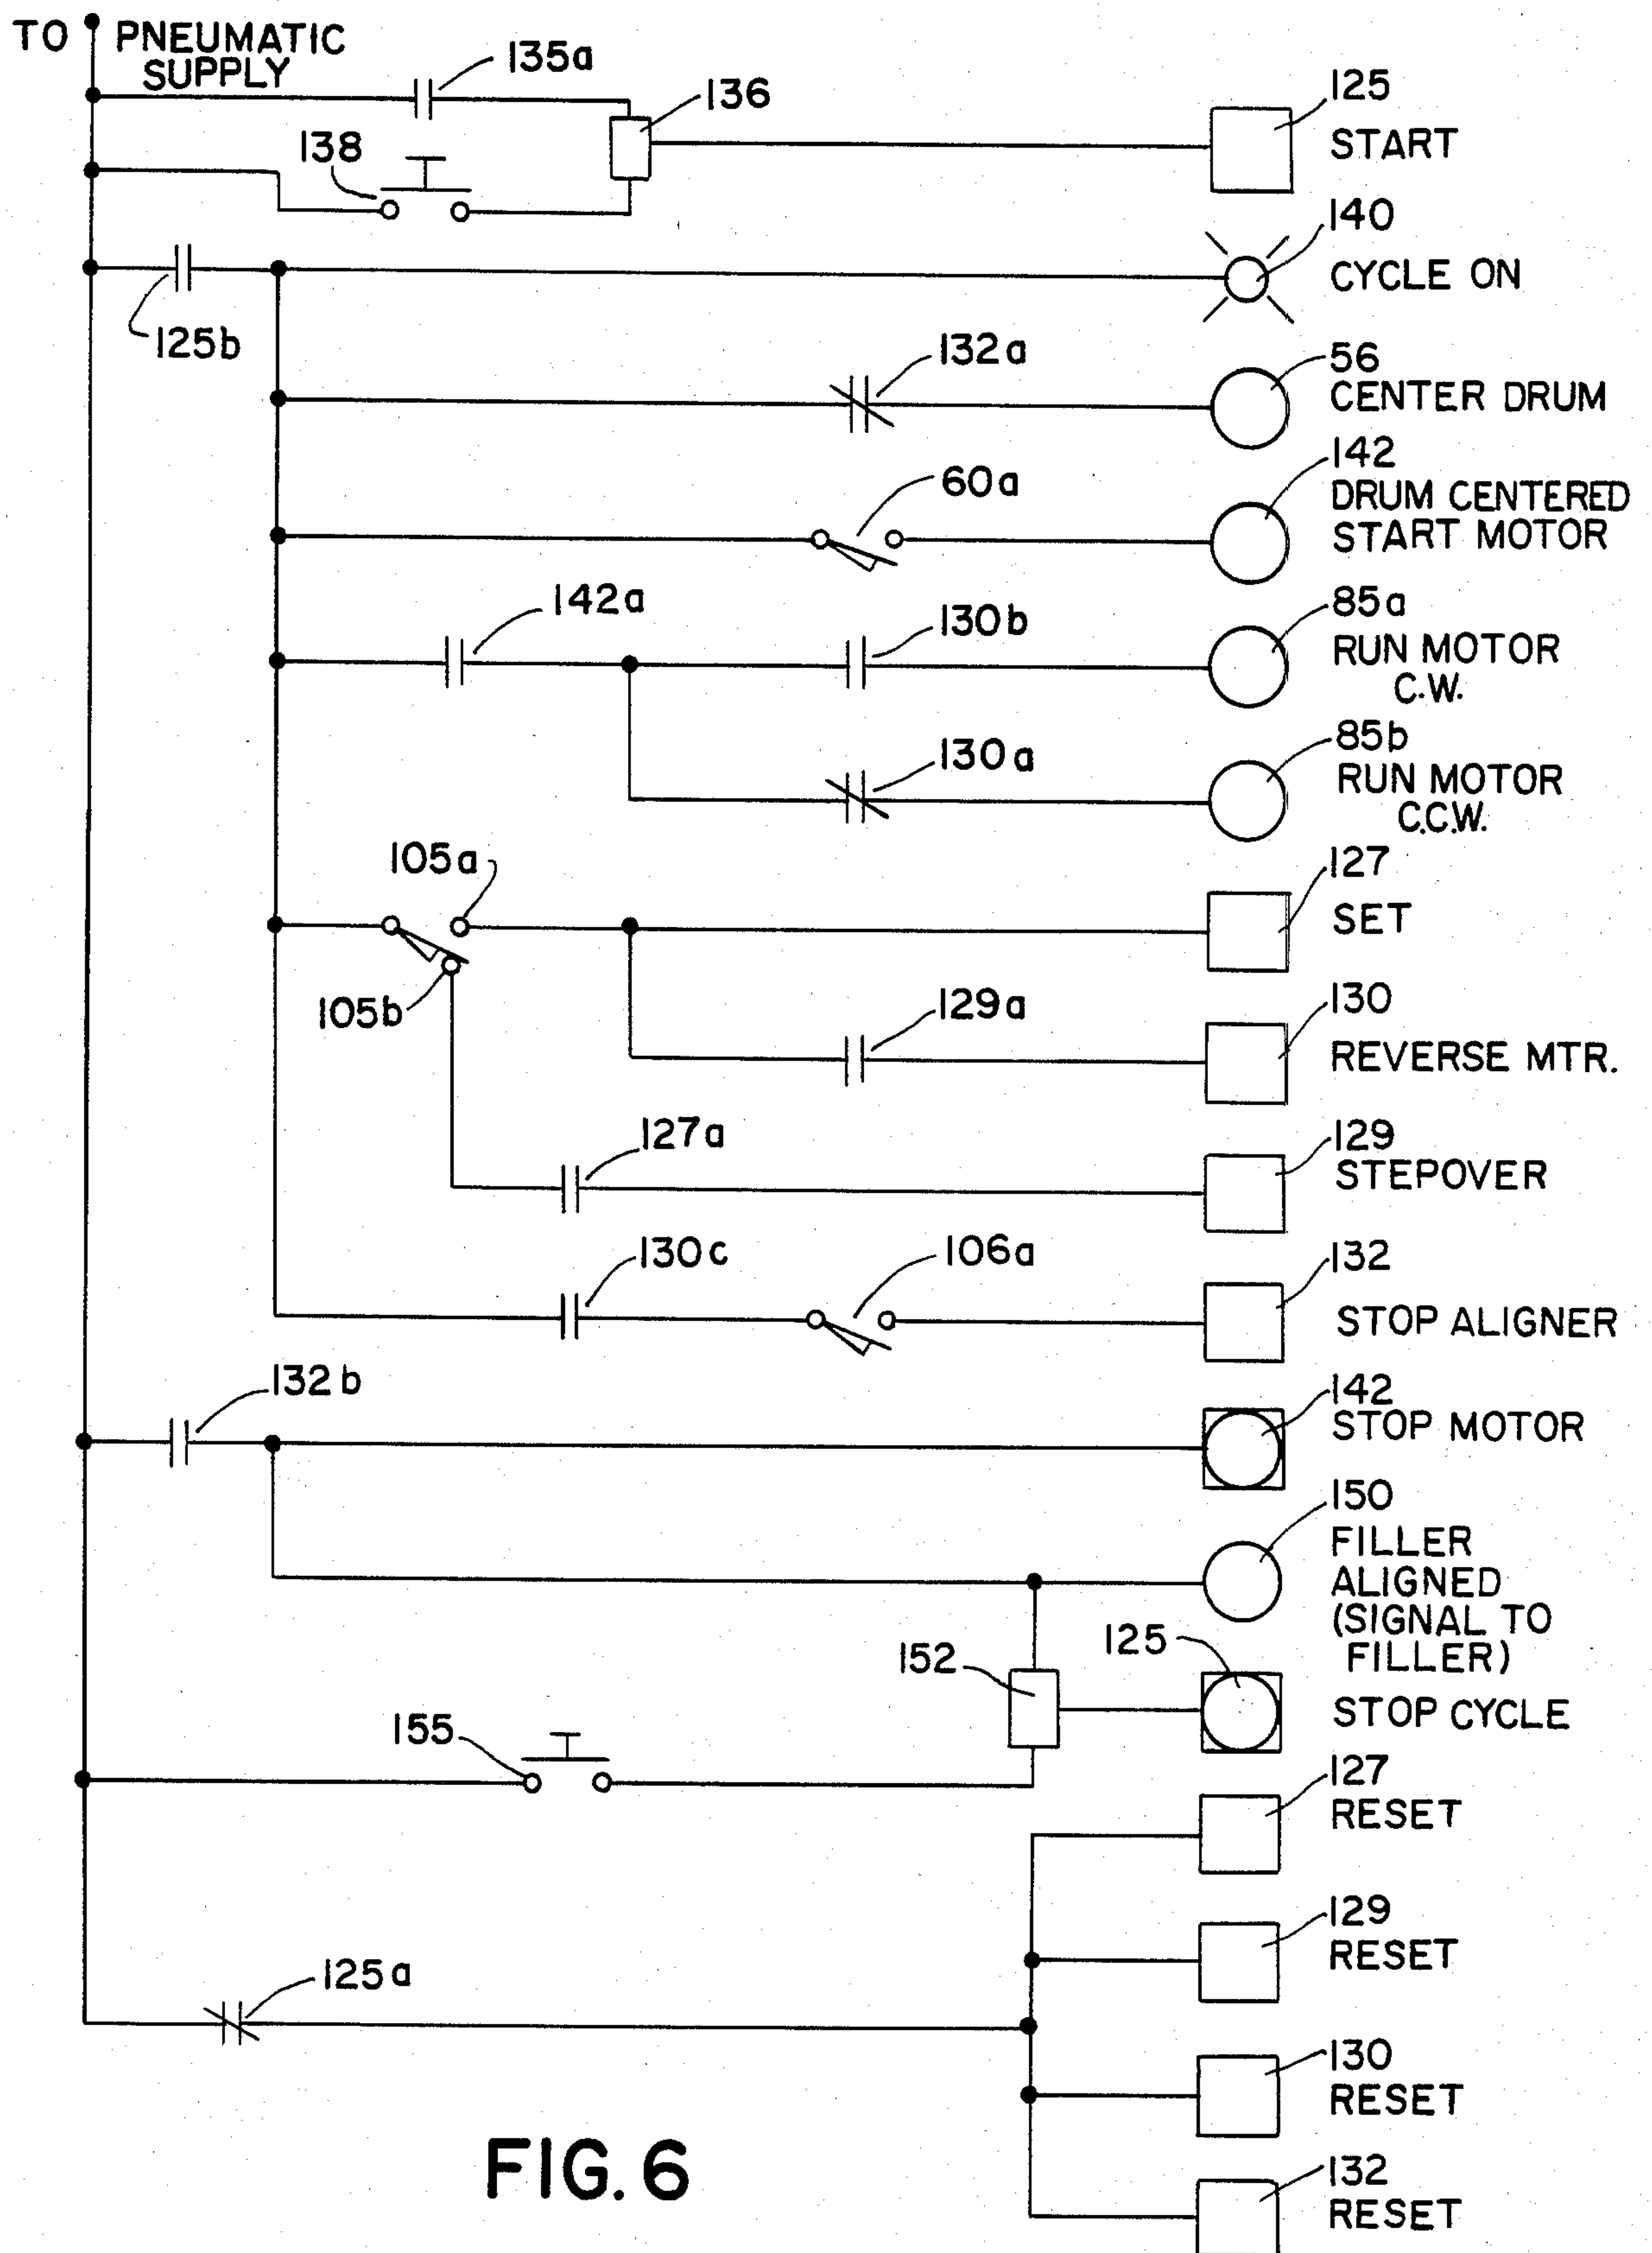 TO PNEUMATIC
SUPPLY
135a
136
125
START
138
140
CYCLE ON
125b
132a
56
CENTER DRUM
60a
142
DRUM CENTERED
START MOTOR
142a
130b
85a
RUN MOTOR
C.W.
130a
85b
RUN MOTOR
C.C.W.
105a
127
SET
105b
129a
130
REVERSE MTR.
127a
129
STEPOVER
130c
106a
132
STOP ALIGNER
132b
142
STOP MOTOR
150
FILLER
ALIGNED
(SIGNAL TO
FILLER)
152
125
STOP CYCLE
155
127
RESET
129
RESET
125a
130
RESET
132
RESET
FIG. 6